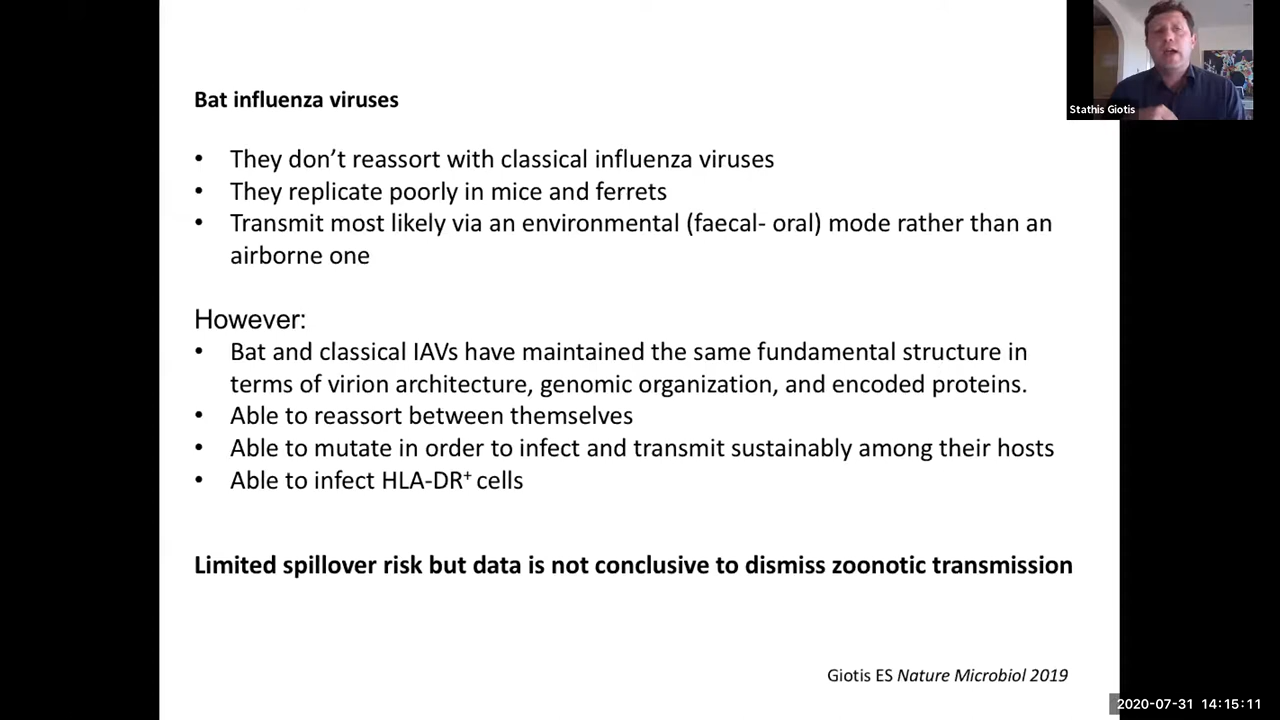 Stathis Giotis
Bat influenza viruses
• They don’t reassort with classical influenza viruses
• They replicate poorly in mice and ferrets
• Transmit most likely via an environmental (faecal- oral) mode rather than an
airborne one
However:
• Bat and classical IAVs have maintained the same fundamental structure in
terms of virion architecture, genomic organization, and encoded proteins.
• Able to reassort between themselves
• Able to mutate in order to infect and transmit sustainably among their hosts
• Able to infect HLA-DR⁺ cells
Limited spillover risk but data is not conclusive to dismiss zoonotic transmission
Giotis ES Nature Microbiol 2019
2020-07-31 14:15:11